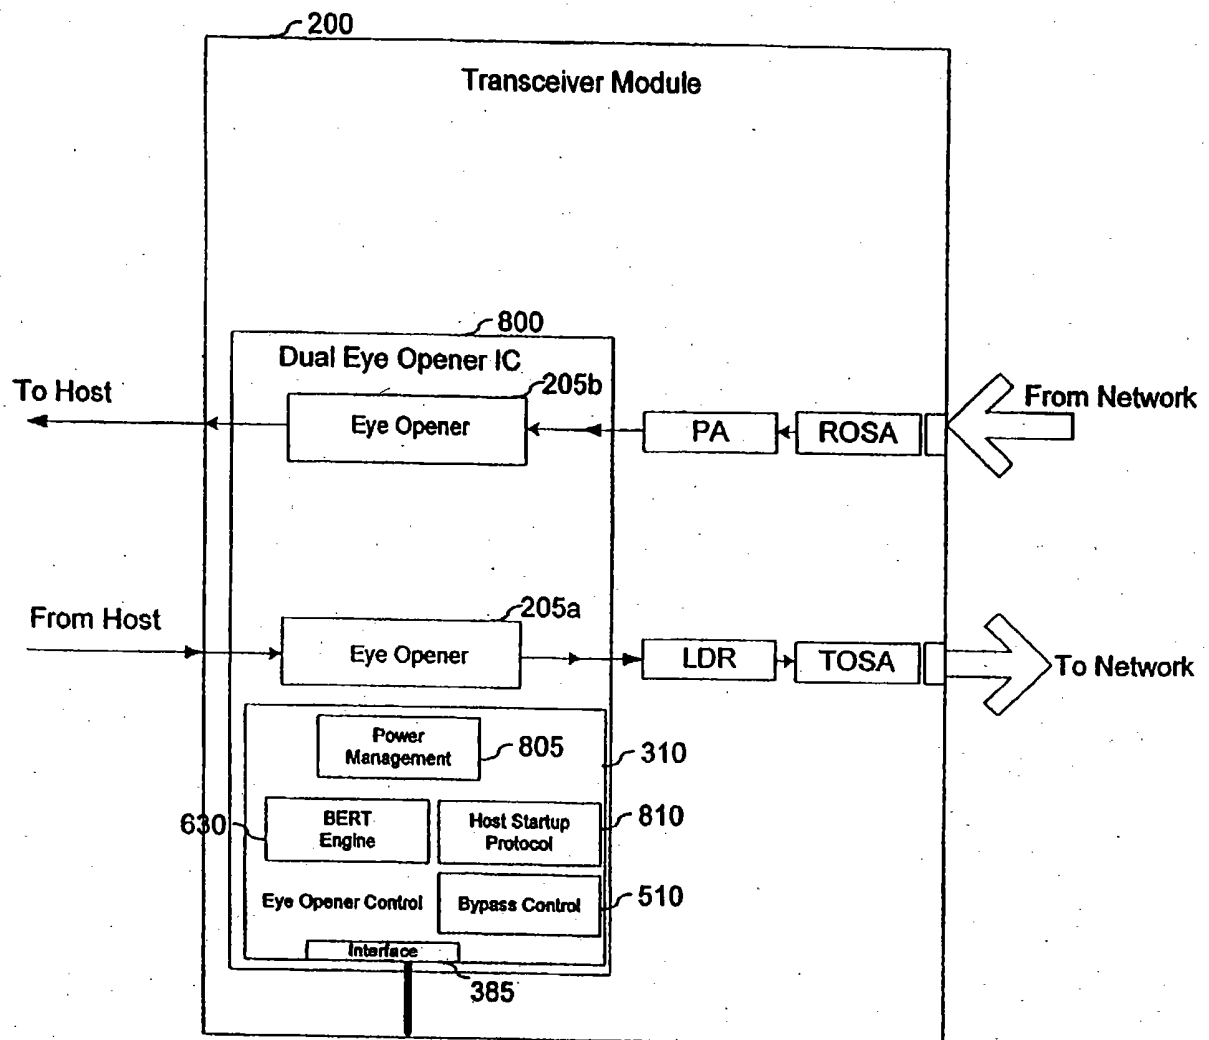 200
Transceiver Module
800
Dual Eye Opener IC
To Host
205b
Eye Opener
PA
ROSA
From Network
From Host
205a
Eye Opener
LDR
TOSA
To Network
Power
Management
805
310
630
BERT
Engine
Host Startup
Protocol
810
Eye Opener Control
Bypass Control
510
Interface
385